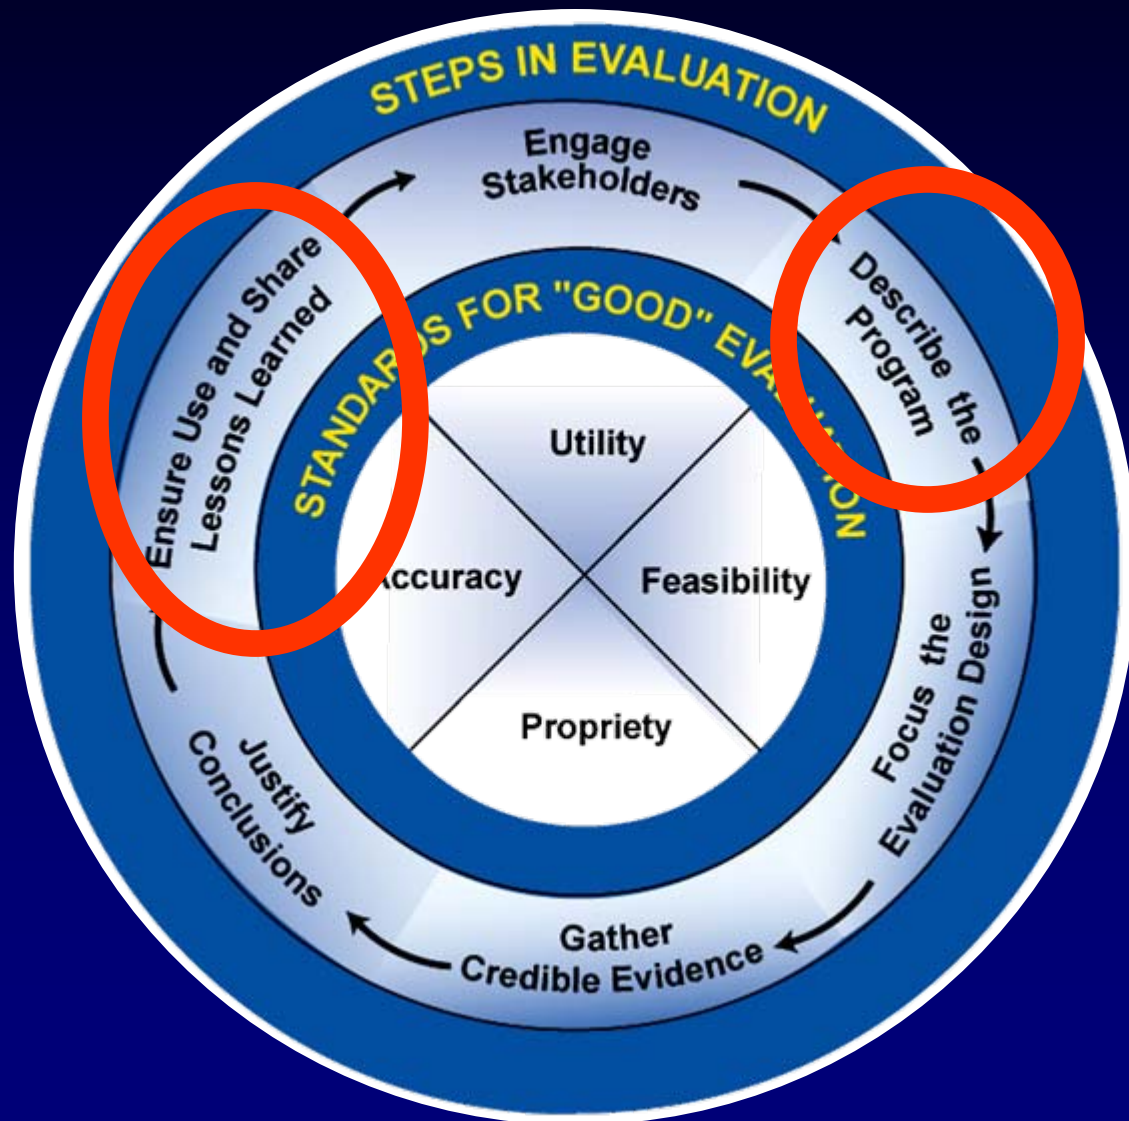 STEPS IN EVALUATION
Engage
Stakeholders
Describe the
Program
Focus the
Evaluation Design
Gather
Credible Evidence
Justify
Conclusions
Ensure Use and Share
Lessons Learned
STANDARDS FOR "GOOD" EVALUATION
Utility
Feasibility
Propriety
Accuracy